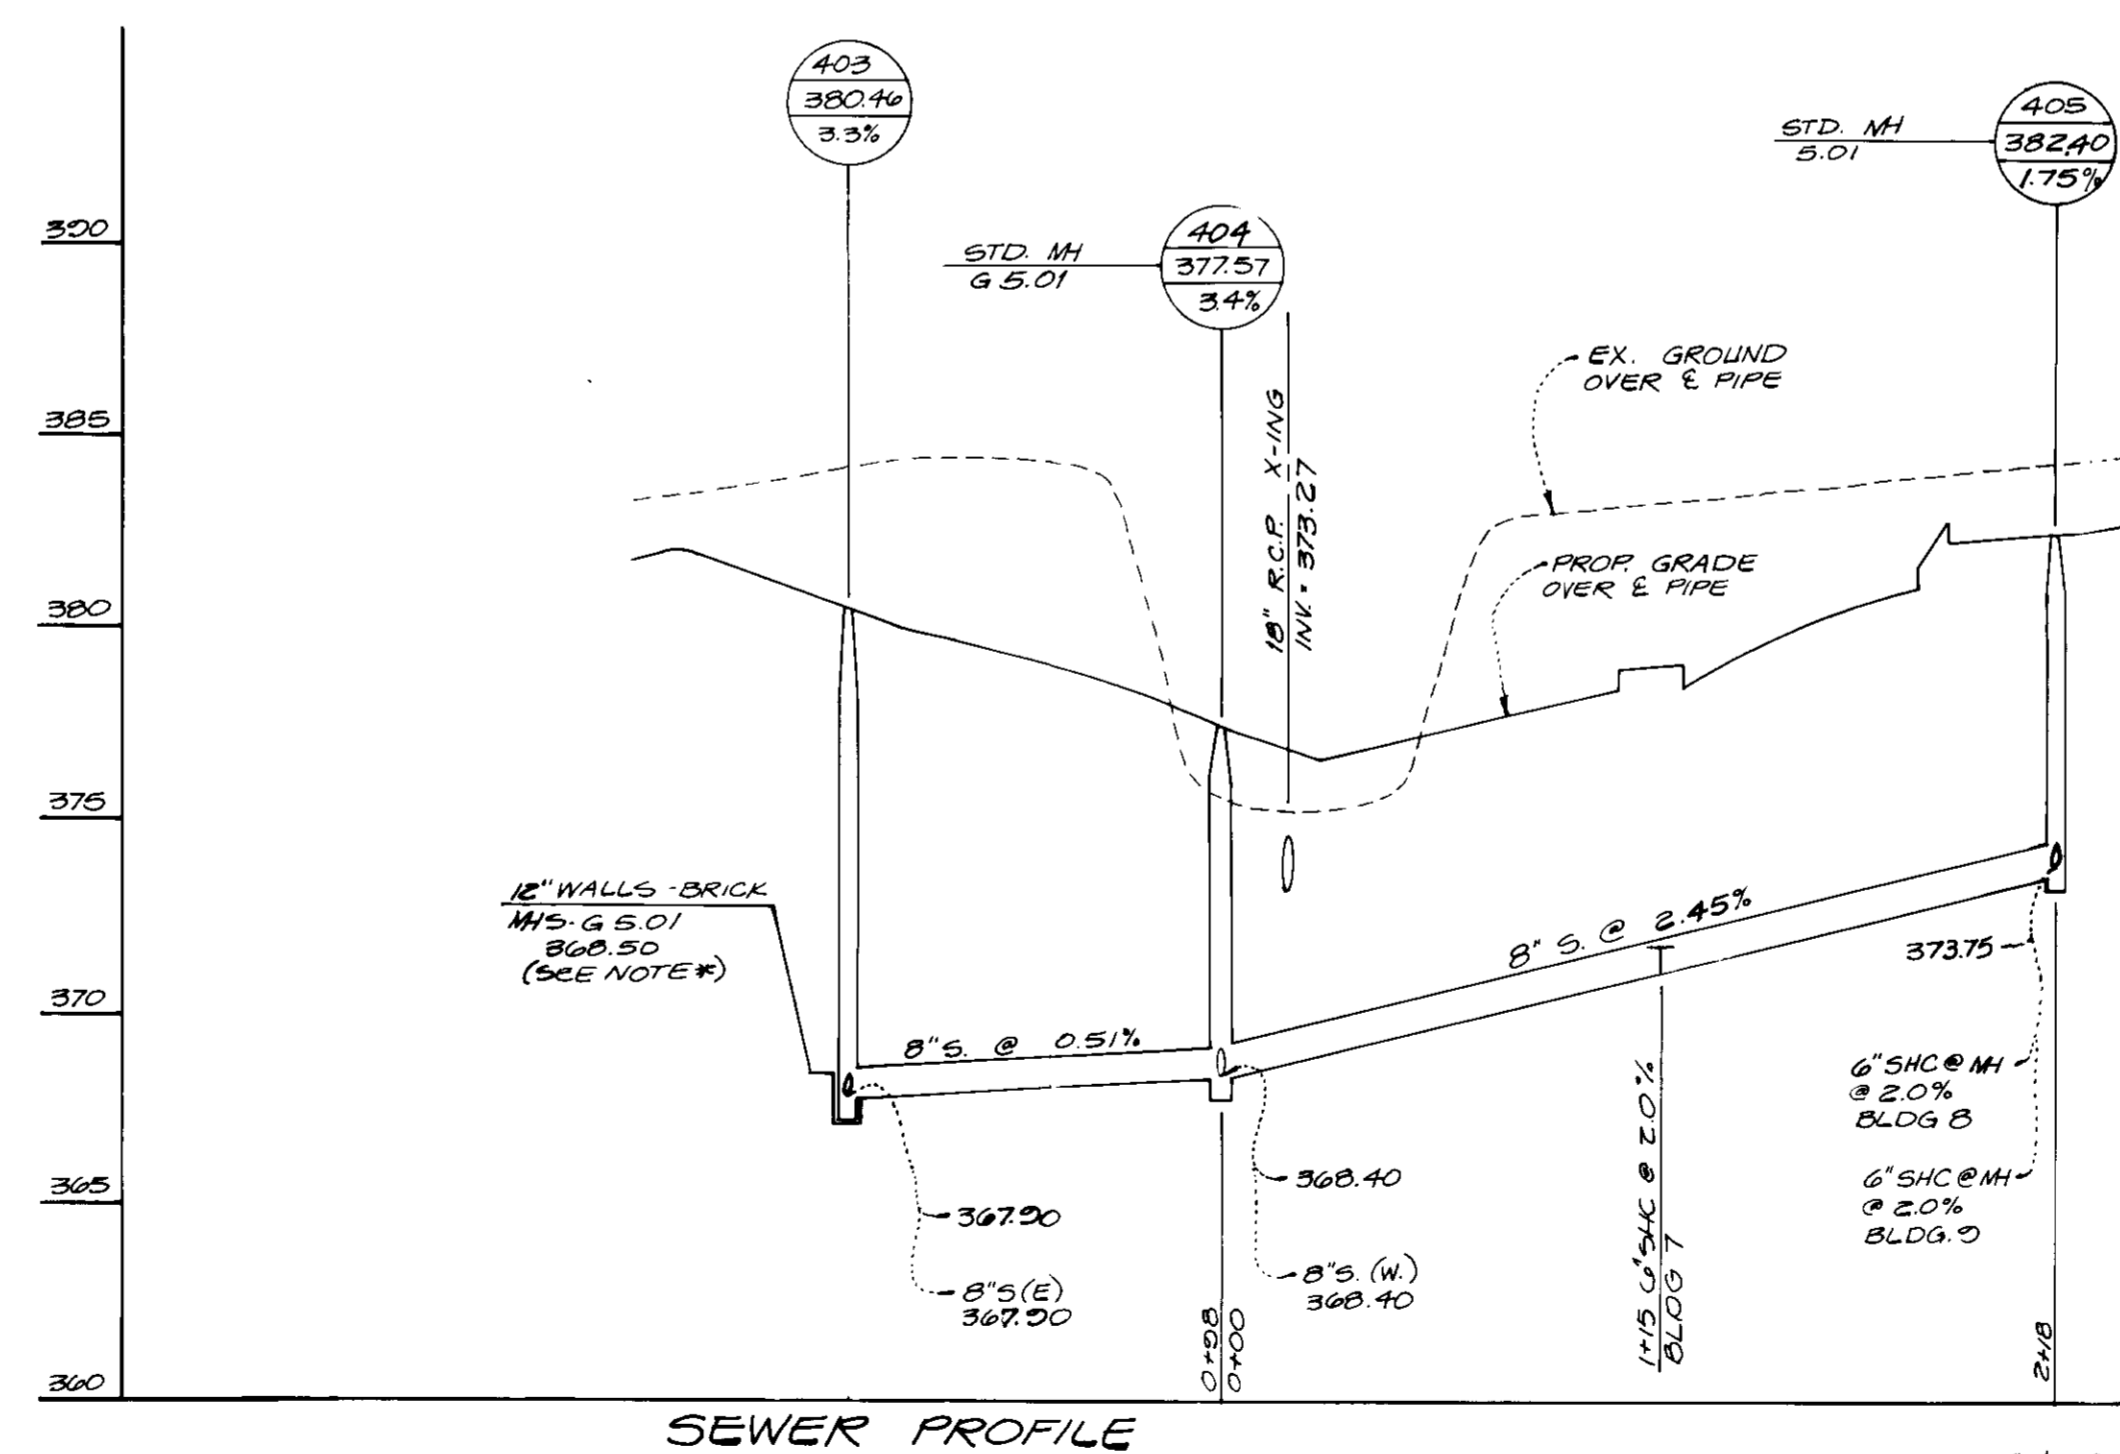 403
380.46
3.3%
STD. MH
5.01
405
382.40
1.75%
390
STD. MH
G 5.01
404
377.57
3.4%
EX. GROUND
OVER ℄ PIPE
385
18" R.C.P. X-ING
INV. = 373.27
PROP. GRADE
OVER ℄ PIPE
380
375
12" WALLS - BRICK
MHS-G 5.01
368.50
(SEE NOTE *)
8" S. @ 2.45%
373.75
370
8" S. @ 0.51%
6" SHC @ MH
@ 2.0%
BLDG 8
365
367.90
368.40
6" SHC @ MH
@ 2.0%
BLDG. 9
8" S (E)
367.90
8" S. (W.)
368.40
1+15 6" SHC @ 2.0%
BLDG 7
0+98
0+00
2+18
360
SEWER PROFILE